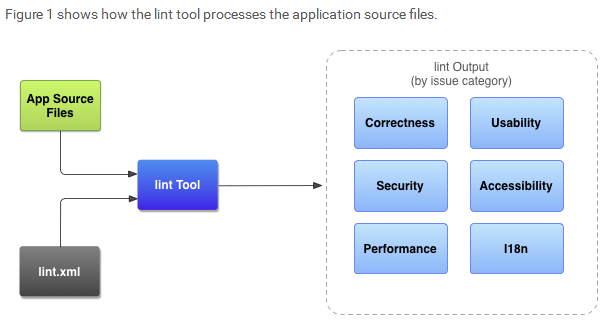 Figure 1 shows how the lint tool processes the application source files.
lint Output
(by issue category)
App Source
Files
Correctness
Usability
lint Tool
Security
Accessibility
Performance
I18n
lint.xml